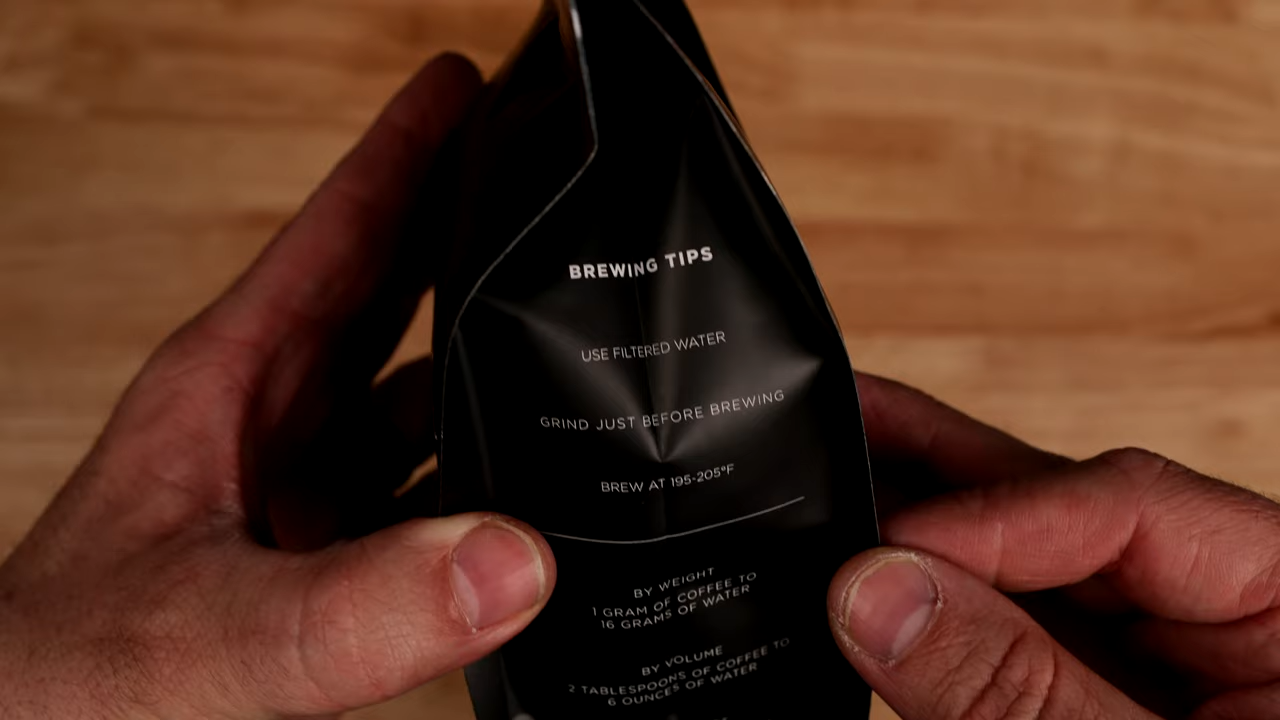 BREWING TIPS
USE FILTERED WATER
GRIND JUST BEFORE BREWING
BREW AT 195-205°F
BY WEIGHT
1 GRAM OF COFFEE TO
16 GRAMS OF WATER
BY VOLUME
2 TABLESPOONS OF COFFEE TO
6 OUNCES OF WATER